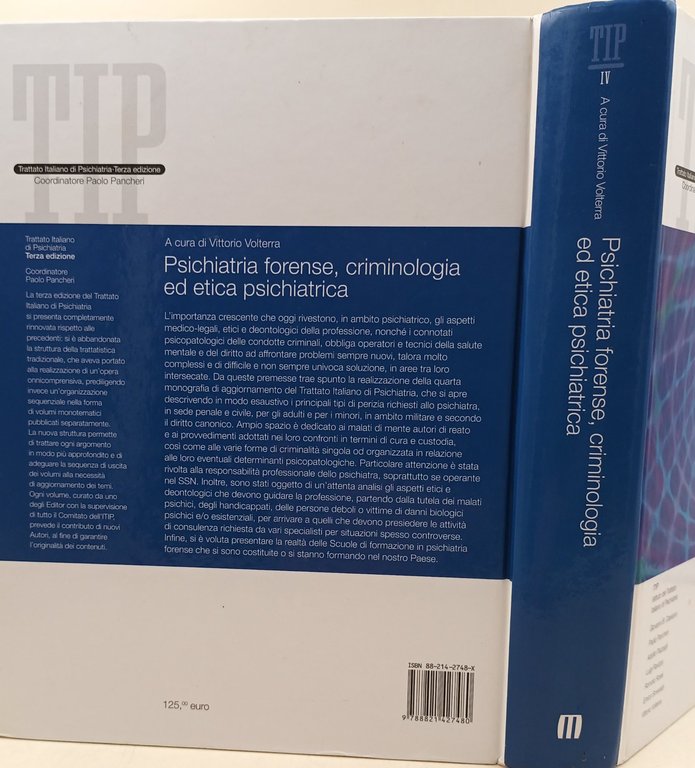 TIP
Trattato Italiano di Psichiatria-Terza edizione
Coordinatore Paolo Pancheri
Trattato Italiano
di Psichiatria
Terza edizione
Coordinatore
Paolo Pancheri
La terza edizione del Trattato
Italiano di Psichiatria
si presenta completamente
rinnovata rispetto alle
precedenti; si è abbandonata
la struttura della trattatistica
tradizionale, che aveva portato
alla realizzazione di un'opera
onnicomprensiva, prediligendo
invece un'organizzazione
sequenziale nella forma
di volumi monotematici
pubblicati separatamente.
La nuova struttura permette
di trattare ogni argomento
in modo più approfondito e di
adeguare la sequenza di uscita
dei volumi alla necessità
di aggiornamento dei temi.
Ogni volume, curato da uno
degli Editor con la supervisione
di tutto il Comitato dell'ITIP,
prevede il contributo di nuovi
Autori, al fine di garantire
l'originalità dei contenuti.
A cura di Vittorio Volterra
Psichiatria forense, criminologia
ed etica psichiatrica
L'importanza crescente che oggi rivestono, in ambito psichiatrico, gli aspetti
medico-legali, etici e deontologici della professione, nonché i connotati
psicopatologici delle condotte criminali, obbliga operatori e tecnici della salute
mentale e del diritto ad affrontare problemi sempre nuovi, talora molto
complessi e di difficile e non sempre univoca soluzione, in aree tra loro
intersecate. Da queste premesse trae spunto la realizzazione della quarta
monografia di aggiornamento del Trattato Italiano di Psichiatria, che si apre
descrivendo in modo esaustivo i principali tipi di perizia richiesti allo psichiatra,
in sede penale e civile, per gli adulti e per i minori, in ambito militare e secondo
il diritto canonico. Ampio spazio è dedicato ai malati di mente autori di reato
e ai provvedimenti adottati nei loro confronti in termini di cura e custodia,
così come alle varie forme di criminalità singola od organizzata in relazione
alle loro eventuali determinanti psicopatologiche. Particolare attenzione è stata
rivolta alla responsabilità professionale dello psichiatra, soprattutto se operante
nel SSN. Inoltre, sono stati oggetto di un'attenta analisi gli aspetti etici e
deontologici che devono guidare la professione, partendo dalla tutela dei malati
psichici, degli handicappati, delle persone deboli o vittime di danni biologici
psichici e/o esistenziali, per arrivare a quelli che devono presiedere le attività
di consulenza richiesta da vari specialisti per situazioni spesso controverse.
Infine, si è voluta presentare la realtà delle Scuole di formazione in psichiatria
forense che si sono costituite o si stanno formando nel nostro Paese.
ISBN 88-214-2748-X
9 788821 427480
125,00 euro
TIP
IV
A cura di Vittorio Volterra
Psichiatria forense, criminologia
ed etica psichiatrica
m